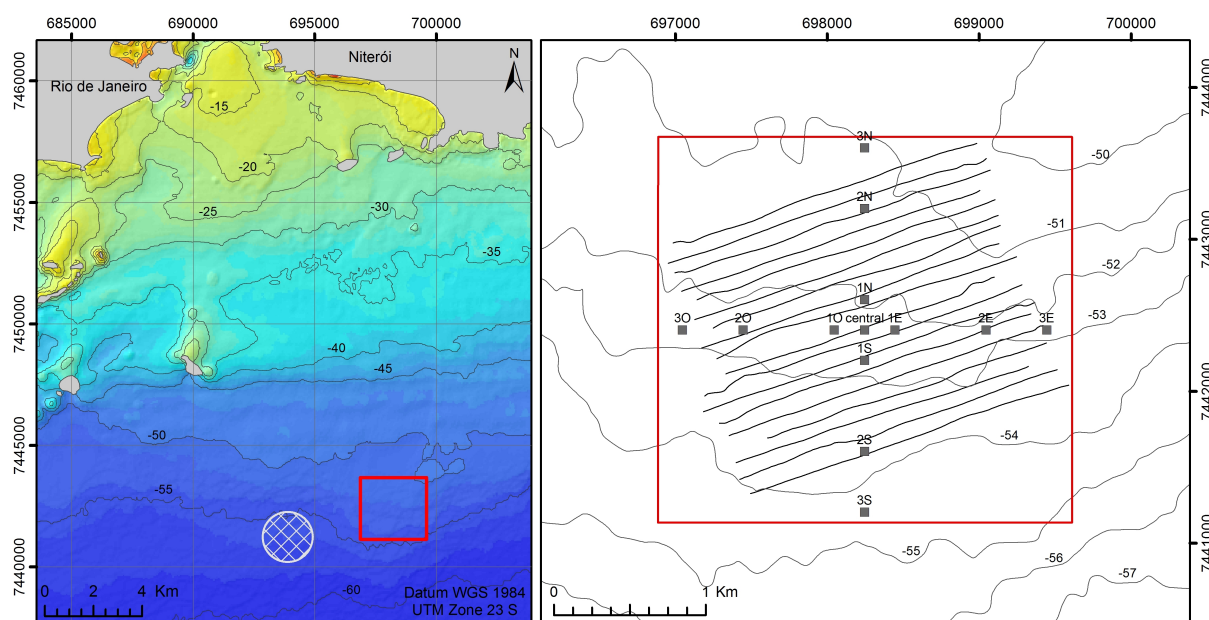 685000 690000 695000 700000
7460000
7455000
7450000
7445000
7440000
Niterói
N
Rio de Janeiro
-15
-20
-25
-30
-35
-40
-45
-50
-55
-60
0 2 4 Km
Datum WGS 1984
UTM Zone 23 S
697000 698000 699000 700000
7444000
7443000
7442000
7441000
3N
-50
2N
-51
-52
1N
-53
3O 2O 1O central 1E 2E 3E
1S
-54
2S
3S
-55
-56
-57
0 1 Km